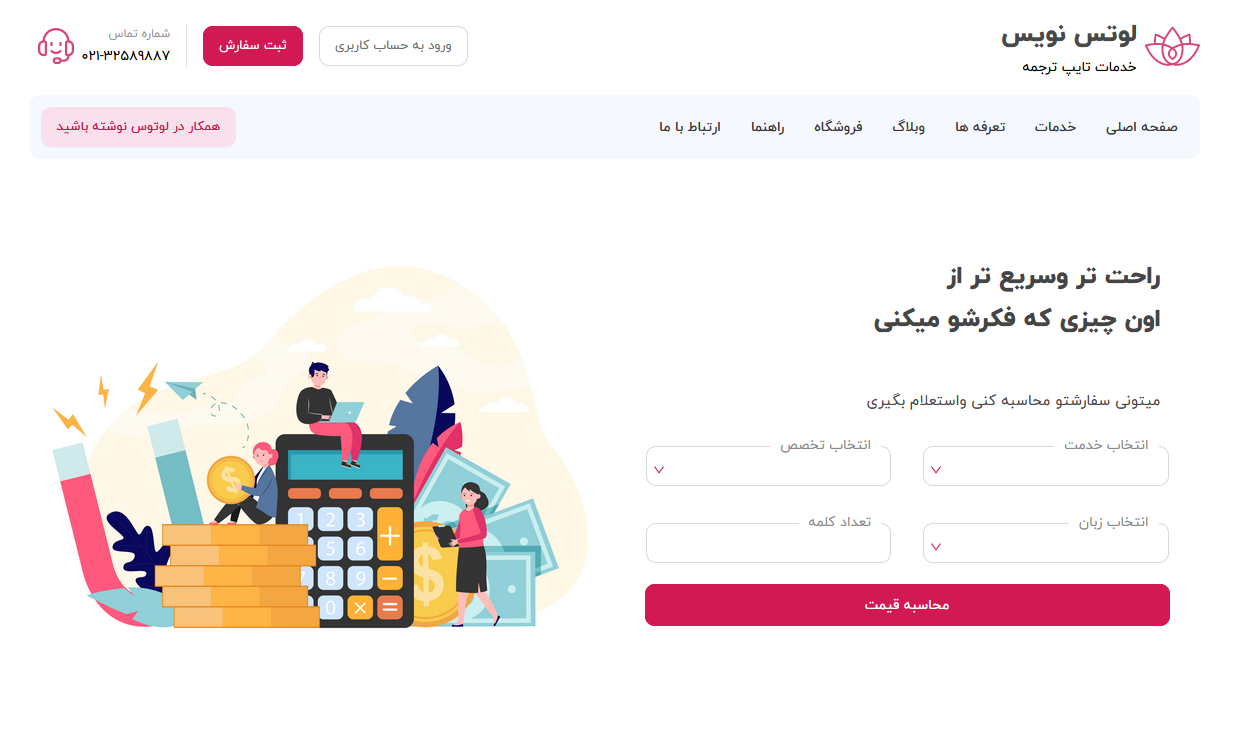 لوتس نویس
خدمات تایپ ترجمه
ورود به حساب کاربری
ثبت سفارش
شماره تماس
۰۲۱-۳۲۵۸۹۸۸۷
صفحه اصلی
خدمات
تعرفه ها
وبلاگ
فروشگاه
راهنما
ارتباط با ما
همکار در لوتوس نوشته باشید
راحت تر وسریع تر از
اون چیزی که فکرشو میکنی
میتونی سفارشتو محاسبه کنی واستعلام بگیری
انتخاب خدمت
انتخاب تخصص
انتخاب زبان
تعداد کلمه
محاسبه قیمت
$
1 2 3 +
5 6
7 8 9 −
0 × =
$